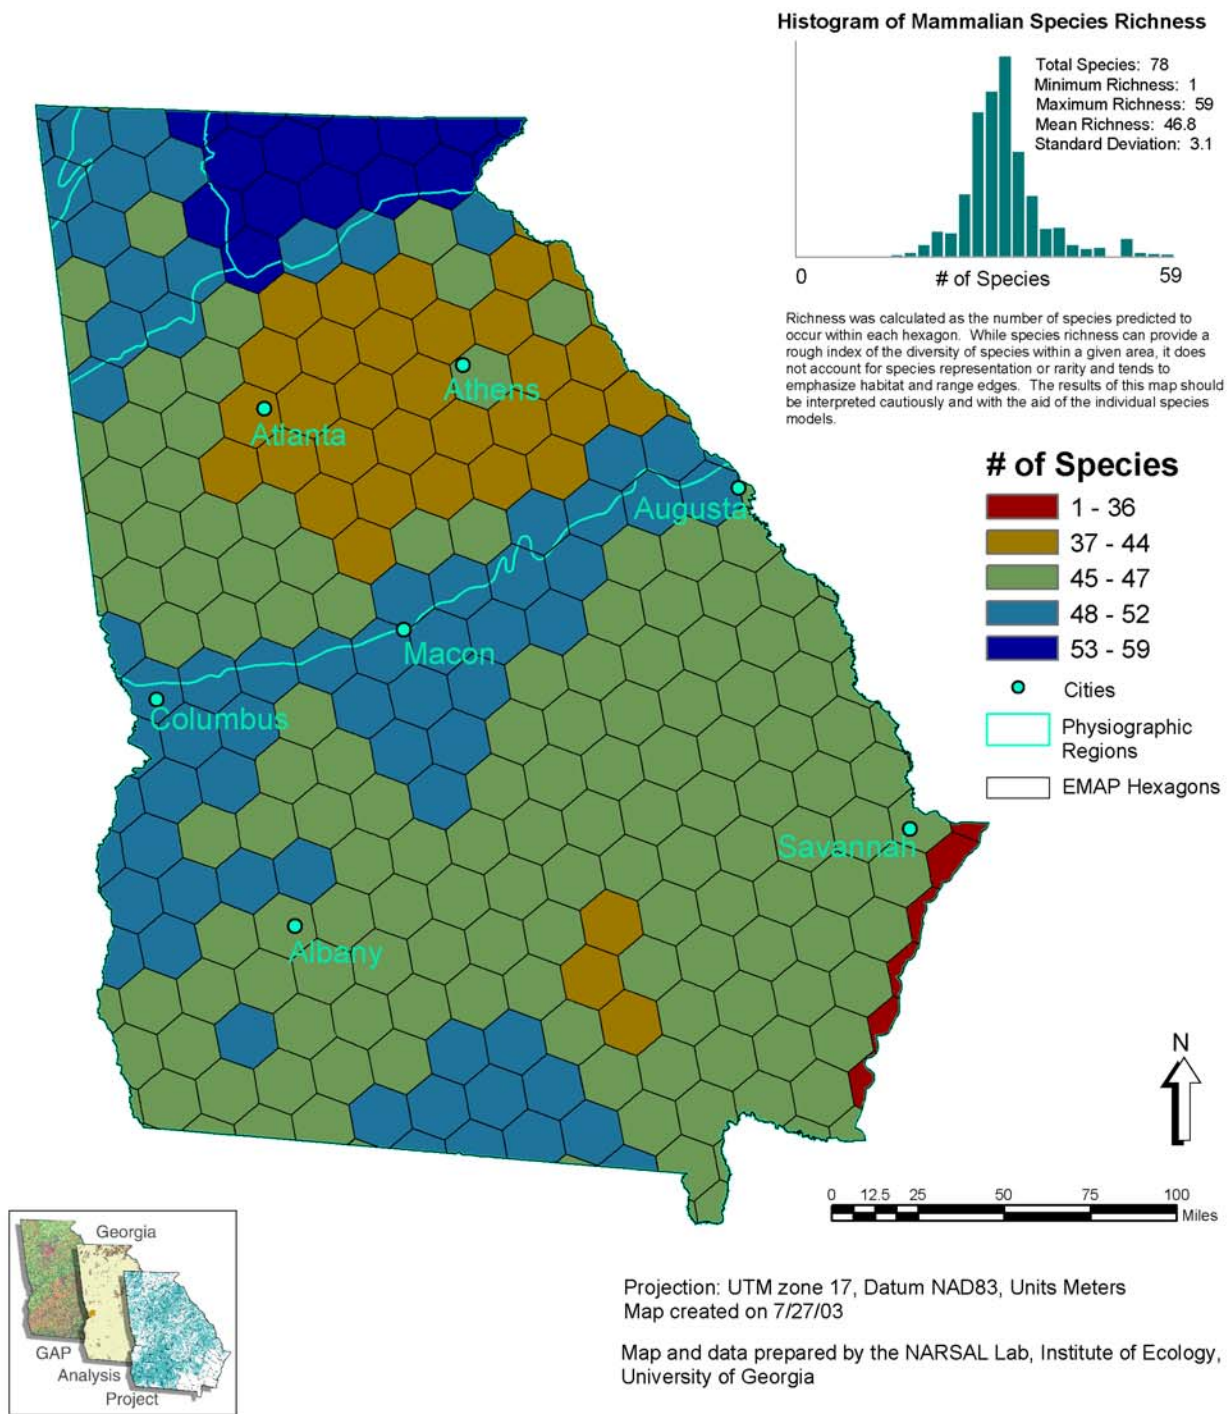 Histogram of Mammalian Species Richness
Total Species: 78
Minimum Richness: 1
Maximum Richness: 59
Mean Richness: 46.8
Standard Deviation: 3.1
0
# of Species
59
Richness was calculated as the number of species predicted to
occur within each hexagon. While species richness can provide a
rough index of the diversity of species within a given area, it does
not account for species representation or rarity and tends to
emphasize habitat and range edges. The results of this map should
be interpreted cautiously and with the aid of the individual species
models.
Athens
Atlanta
Augusta
Macon
Columbus
Savannah
Albany
# of Species
1 - 36
37 - 44
45 - 47
48 - 52
53 - 59
Cities
Physiographic
Regions
EMAP Hexagons
N
0 12.5 25 50 75 100
Miles
Georgia
GAP
Analysis
Project
Projection: UTM zone 17, Datum NAD83, Units Meters
Map created on 7/27/03
Map and data prepared by the NARSAL Lab, Institute of Ecology,
University of Georgia